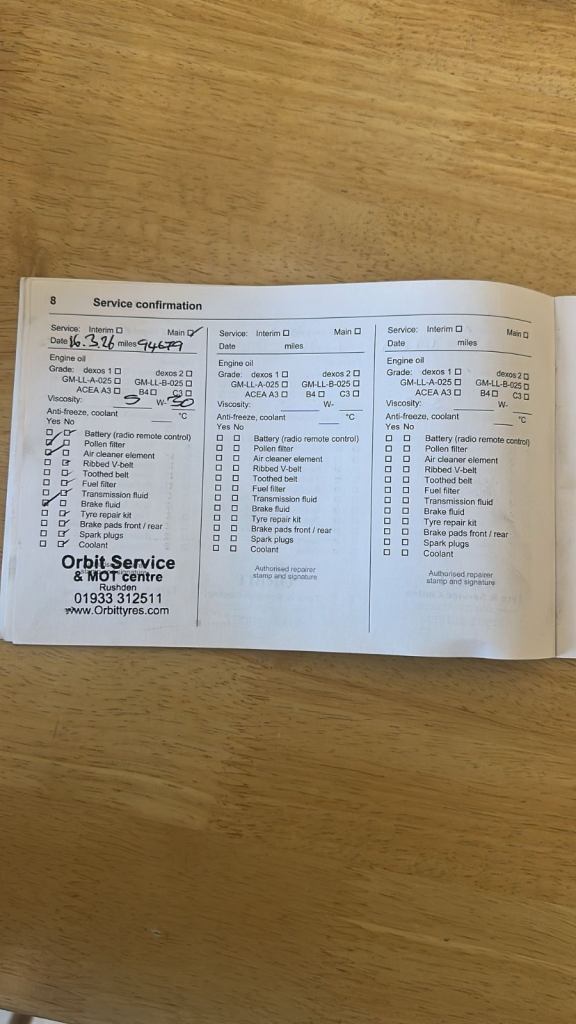 8 Service confirmation
Service: Interim ☐ Main ☑
Date 16.3.26 miles 94679
Engine oil
Grade: dexos 1 ☐ dexos 2 ☐
GM-LL-A-025 ☐ GM-LL-B-025 ☐
ACEA A3 ☐ B4 ☐ C3 ☐
Viscosity: 5 W- 30
Anti-freeze, coolant °C
Yes No
Battery (radio remote control)
Pollen filter
Air cleaner element
Ribbed V-belt
Toothed belt
Fuel filter
Transmission fluid
Brake fluid
Tyre repair kit
Brake pads front / rear
Spark plugs
Coolant
Orbit Service
& MOT centre
Rushden
01933 312511
www.Orbittyres.com
Service: Interim ☐ Main ☐
Date miles
Engine oil
Grade: dexos 1 ☐ dexos 2 ☐
GM-LL-A-025 ☐ GM-LL-B-025 ☐
ACEA A3 ☐ B4 ☐ C3 ☐
Viscosity: W-
Anti-freeze, coolant °C
Yes No
☐ ☐ Battery (radio remote control)
☐ ☐ Pollen filter
☐ ☐ Air cleaner element
☐ ☐ Ribbed V-belt
☐ ☐ Toothed belt
☐ ☐ Fuel filter
☐ ☐ Transmission fluid
☐ ☐ Brake fluid
☐ ☐ Tyre repair kit
☐ ☐ Brake pads front / rear
☐ ☐ Spark plugs
☐ ☐ Coolant
Authorised repairer
stamp and signature
Service: Interim ☐ Main ☐
Date miles
Engine oil
Grade: dexos 1 ☐ dexos 2 ☐
GM-LL-A-025 ☐ GM-LL-B-025 ☐
ACEA A3 ☐ B4 ☐ C3 ☐
Viscosity: W-
Anti-freeze, coolant °C
Yes No
☐ ☐ Battery (radio remote control)
☐ ☐ Pollen filter
☐ ☐ Air cleaner element
☐ ☐ Ribbed V-belt
☐ ☐ Toothed belt
☐ ☐ Fuel filter
☐ ☐ Transmission fluid
☐ ☐ Brake fluid
☐ ☐ Tyre repair kit
☐ ☐ Brake pads front / rear
☐ ☐ Spark plugs
☐ ☐ Coolant
Authorised repairer
stamp and signature